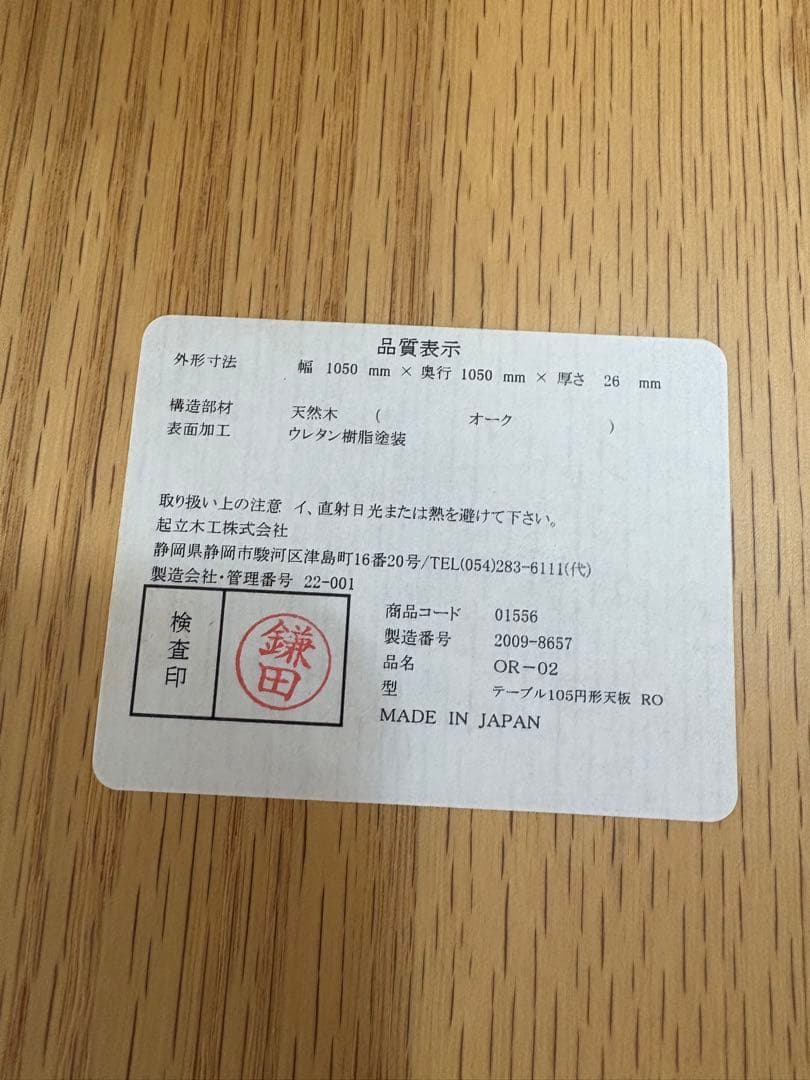 品質表示
外形寸法 幅 1050 mm × 奥行 1050 mm × 厚さ 26 mm
構造部材 天然木 ( オーク )
表面加工 ウレタン樹脂塗装
取り扱い上の注意 イ、直射日光または熱を避けて下さい。
起立木工株式会社
静岡県静岡市駿河区津島町16番20号/TEL(054)283-6111(代)
製造会社・管理番号 22-001
検査印
鎌田
商品コード 01556
製造番号 2009-8657
品名 OR-02
型 テーブル105円形天板 RO
MADE IN JAPAN